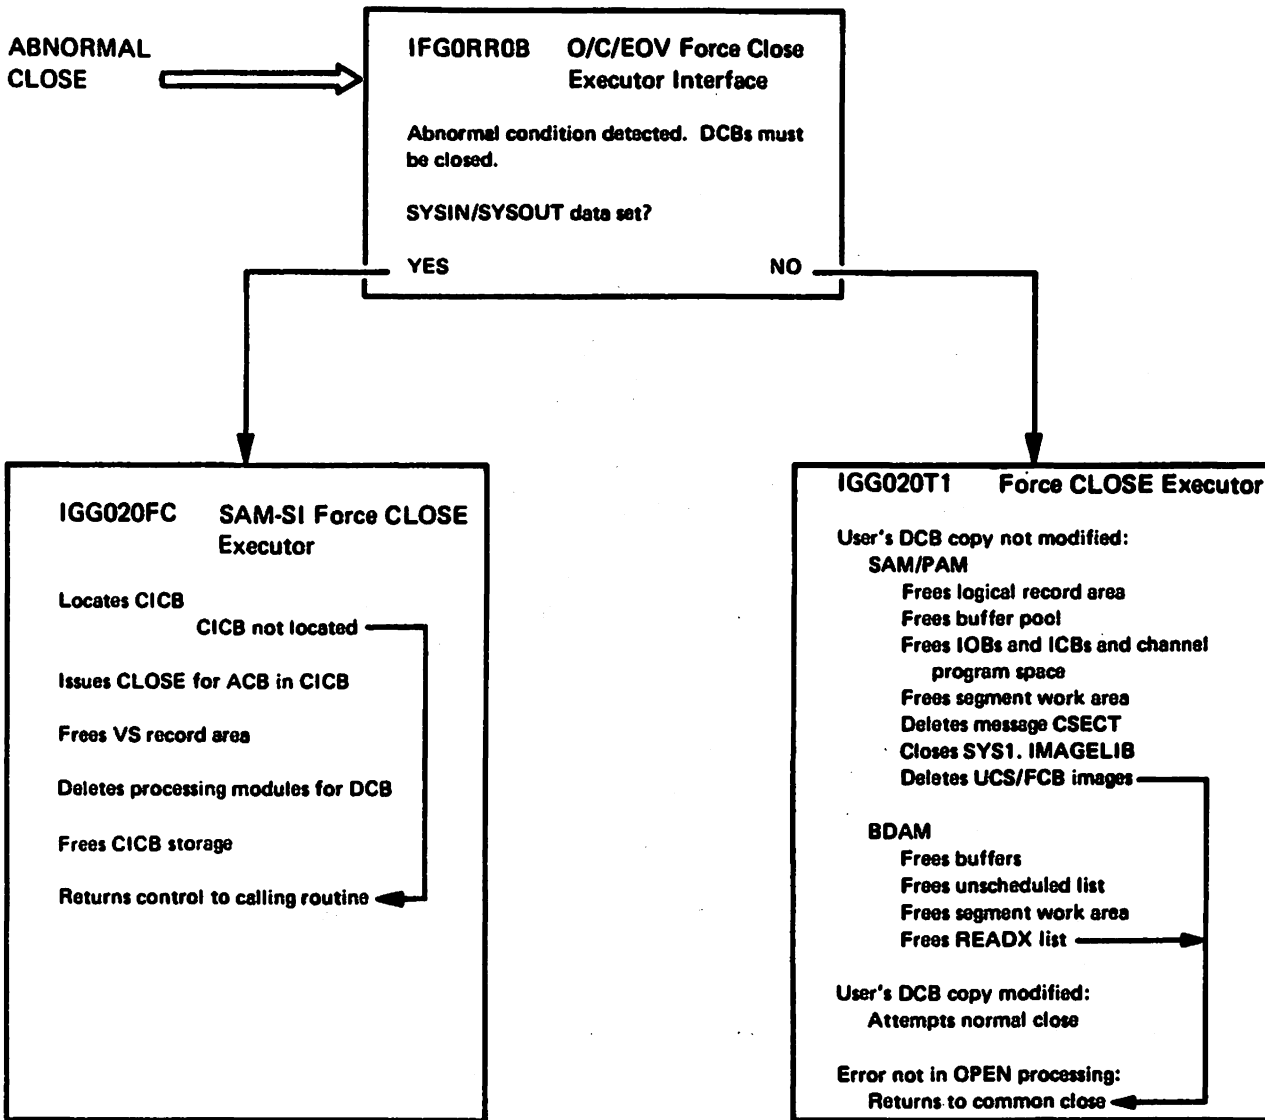 ABNORMAL
CLOSE
IFG0RR0B O/C/EOV Force Close
Executor Interface
Abnormal condition detected. DCBs must
be closed.
SYSIN/SYSOUT data set?
YES NO
IGG020FC SAM-SI Force CLOSE
Executor
Locates CICB
CICB not located
Issues CLOSE for ACB in CICB
Frees VS record area
Deletes processing modules for DCB
Frees CICB storage
Returns control to calling routine
IGG020T1 Force CLOSE Executor
User's DCB copy not modified:
SAM/PAM
Frees logical record area
Frees buffer pool
Frees IOBs and ICBs and channel
program space
Frees segment work area
Deletes message CSECT
Closes SYS1. IMAGELIB
Deletes UCS/FCB images
BDAM
Frees buffers
Frees unscheduled list
Frees segment work area
Frees READX list
User's DCB copy modified:
Attempts normal close
Error not in OPEN processing:
Returns to common close